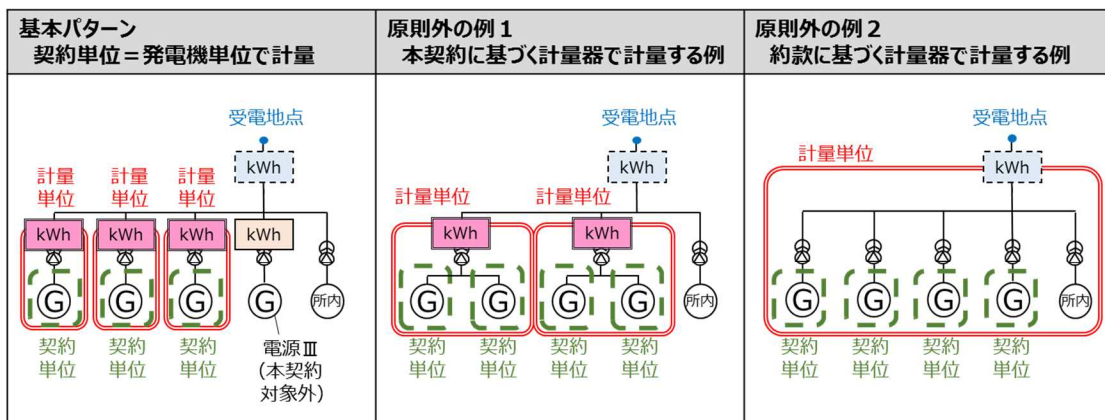 基本パターン
契約単位＝発電機単位で計量
受電地点
kWh
計量
単位
計量
単位
計量
単位
kWh
kWh
kWh
kWh
G
G
G
G
所内
契約
単位
契約
単位
契約
単位
電源Ⅲ
（本契約
対象外）
原則外の例１
本契約に基づく計量器で計量する例
受電地点
kWh
計量単位
計量単位
kWh
kWh
G
G
G
G
所内
契約
単位
契約
単位
契約
単位
契約
単位
原則外の例２
約款に基づく計量器で計量する例
受電地点
計量単位
kWh
G
G
G
G
所内
契約
単位
契約
単位
契約
単位
契約
単位